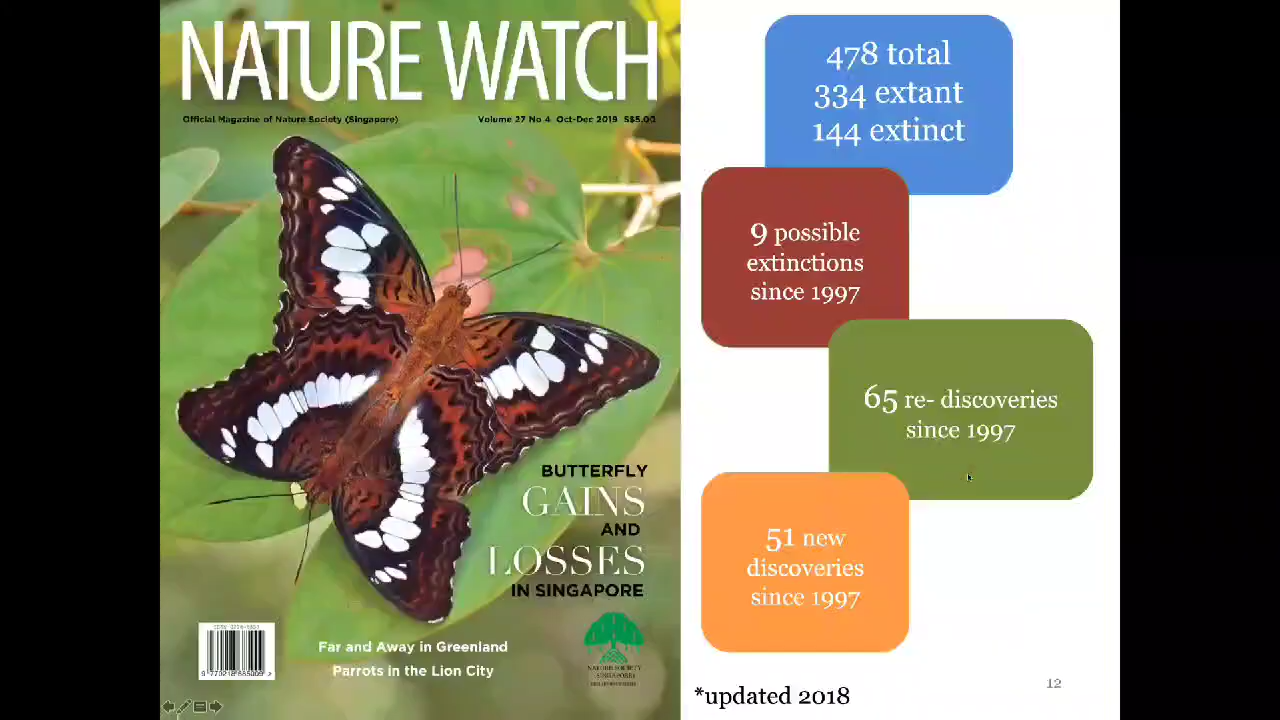 NATURE WATCH
Official Magazine of Nature Society (Singapore)
Volume 27 No 4 Oct-Dec 2019 S$5.00
BUTTERFLY
GAINS
AND
LOSSES
IN SINGAPORE
Far and Away in Greenland
Parrots in the Lion City
NATURE SOCIETY
(SINGAPORE)
478 total
334 extant
144 extinct
9 possible
extinctions
since 1997
65 re- discoveries
since 1997
51 new
discoveries
since 1997
*updated 2018
12